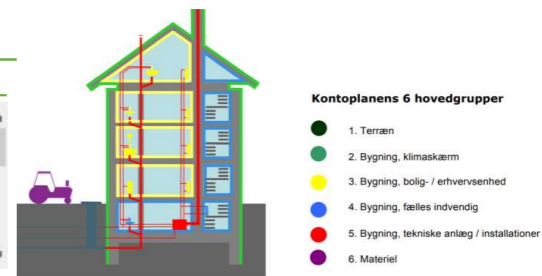 Kontoplanens 6 hovedgrupper
1. Terræn
2. Bygning, klimaskærm
3. Bygning, bolig- / erhvervsenhed
4. Bygning, fælles indvendig
5. Bygning, tekniske anlæg / installationer
6. Materiel